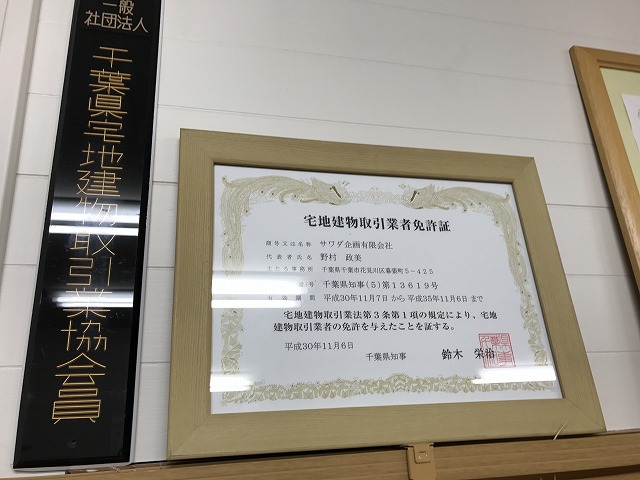 一般
社団法人
千葉県宅地建物取引業協会会員
宅地建物取引業者免許証
商号又は名称 サワダ企画有限会社
代表者氏名 野村 政美
主たる事務所 千葉県千葉市花見川区幕張町5-425
番号 千葉県知事(5)第13619号
有効期間 平成30年11月7日から平成35年11月6日まで
宅地建物取引業法第3条第1項の規定により、宅地
建物取引業者の免許を与えたことを証する。
平成30年11月6日
千葉県知事 鈴木 栄治